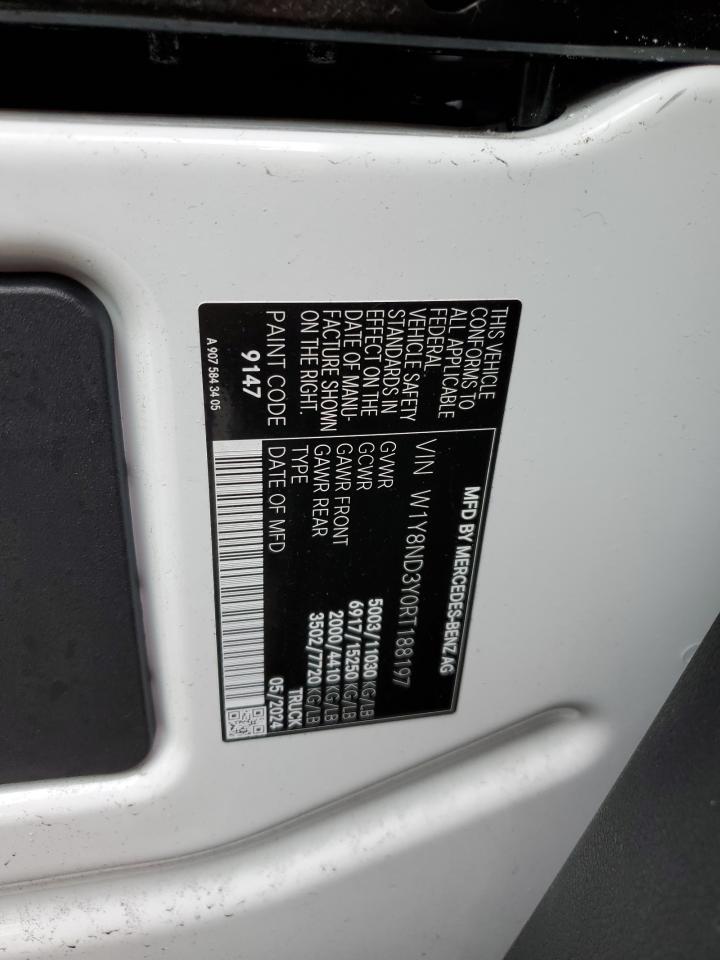 THIS VEHICLE
CONFORMS TO
ALL APPLICABLE
FEDERAL
VEHICLE SAFETY
STANDARDS IN
EFFECT ON THE
DATE OF MANU-
FACTURE SHOWN
ON THE RIGHT.
PAINT CODE
9147
A 907 584 34 05
MFD BY MERCEDES-BENZ AG
VIN W1Y8ND3Y0RT188197
GVWR 5003/11030 KG/LB
GCWR 6917/15250 KG/LB
GAWR FRONT 2000/4410 KG/LB
GAWR REAR 3502/7720 KG/LB
TYPE TRUCK
DATE OF MFD 05/2024